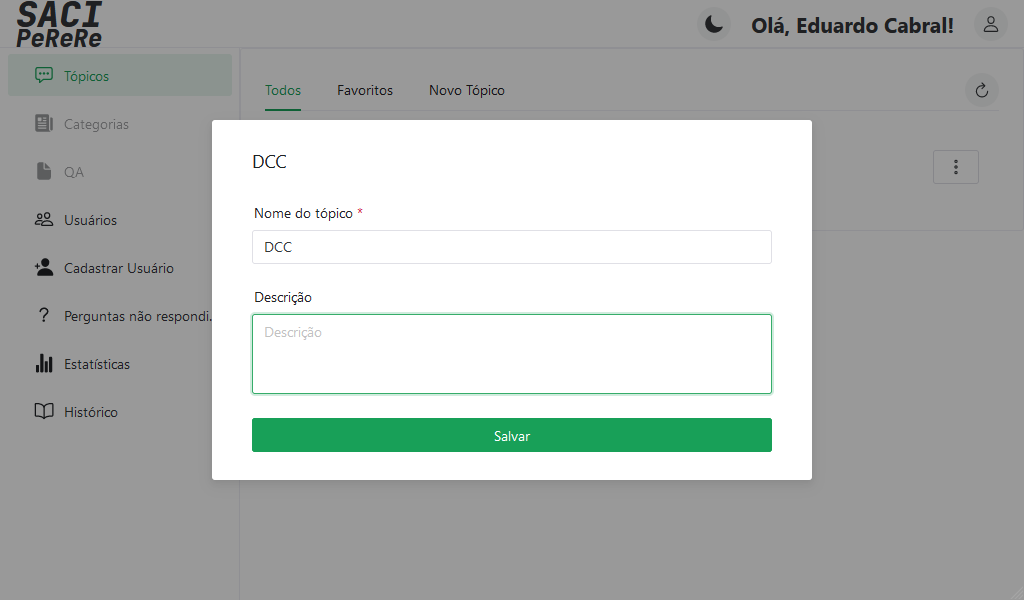 SACI
PeReRe
Olá, Eduardo Cabral!
Tópicos
Categorias
QA
Usuários
Cadastrar Usuário
Perguntas não respondi.
Estatísticas
Histórico
Todos
Favoritos
Novo Tópico
DCC
Nome do tópico *
DCC
Descrição
Descrição
Salvar